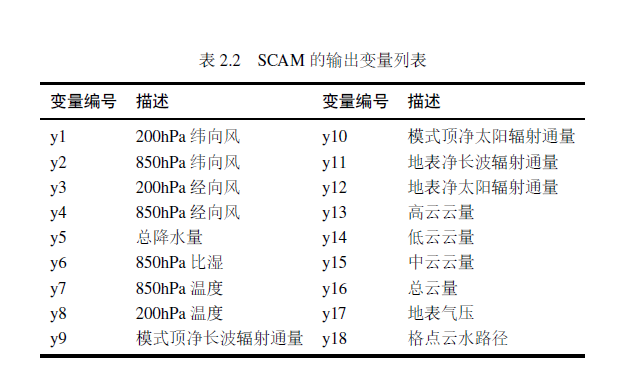 表 2.2 SCAM 的输出变量列表
变量编号 描述 变量编号 描述
y1 200hPa 纬向风 y10 模式顶净太阳辐射通量
y2 850hPa 纬向风 y11 地表净长波辐射通量
y3 200hPa 经向风 y12 地表净太阳辐射通量
y4 850hPa 经向风 y13 高云云量
y5 总降水量 y14 低云云量
y6 850hPa 比湿 y15 中云云量
y7 850hPa 温度 y16 总云量
y8 200hPa 温度 y17 地表气压
y9 模式顶净长波辐射通量 y18 格点云水路径